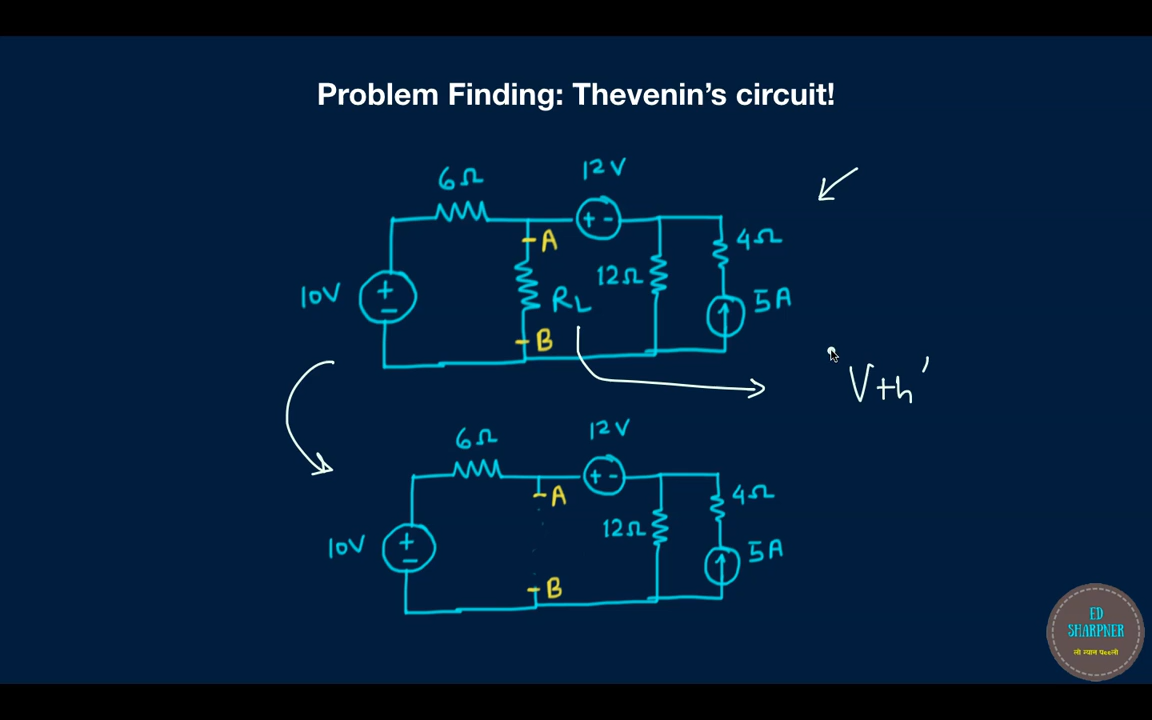 Problem Finding: Thevenin's circuit!
6Ω
12V
+ -
A
4Ω
12Ω
10V
+
-
RL
5A
B
Vth'
6Ω
12V
+ -
A
4Ω
12Ω
10V
+
-
5A
B
ED
SHARPNER